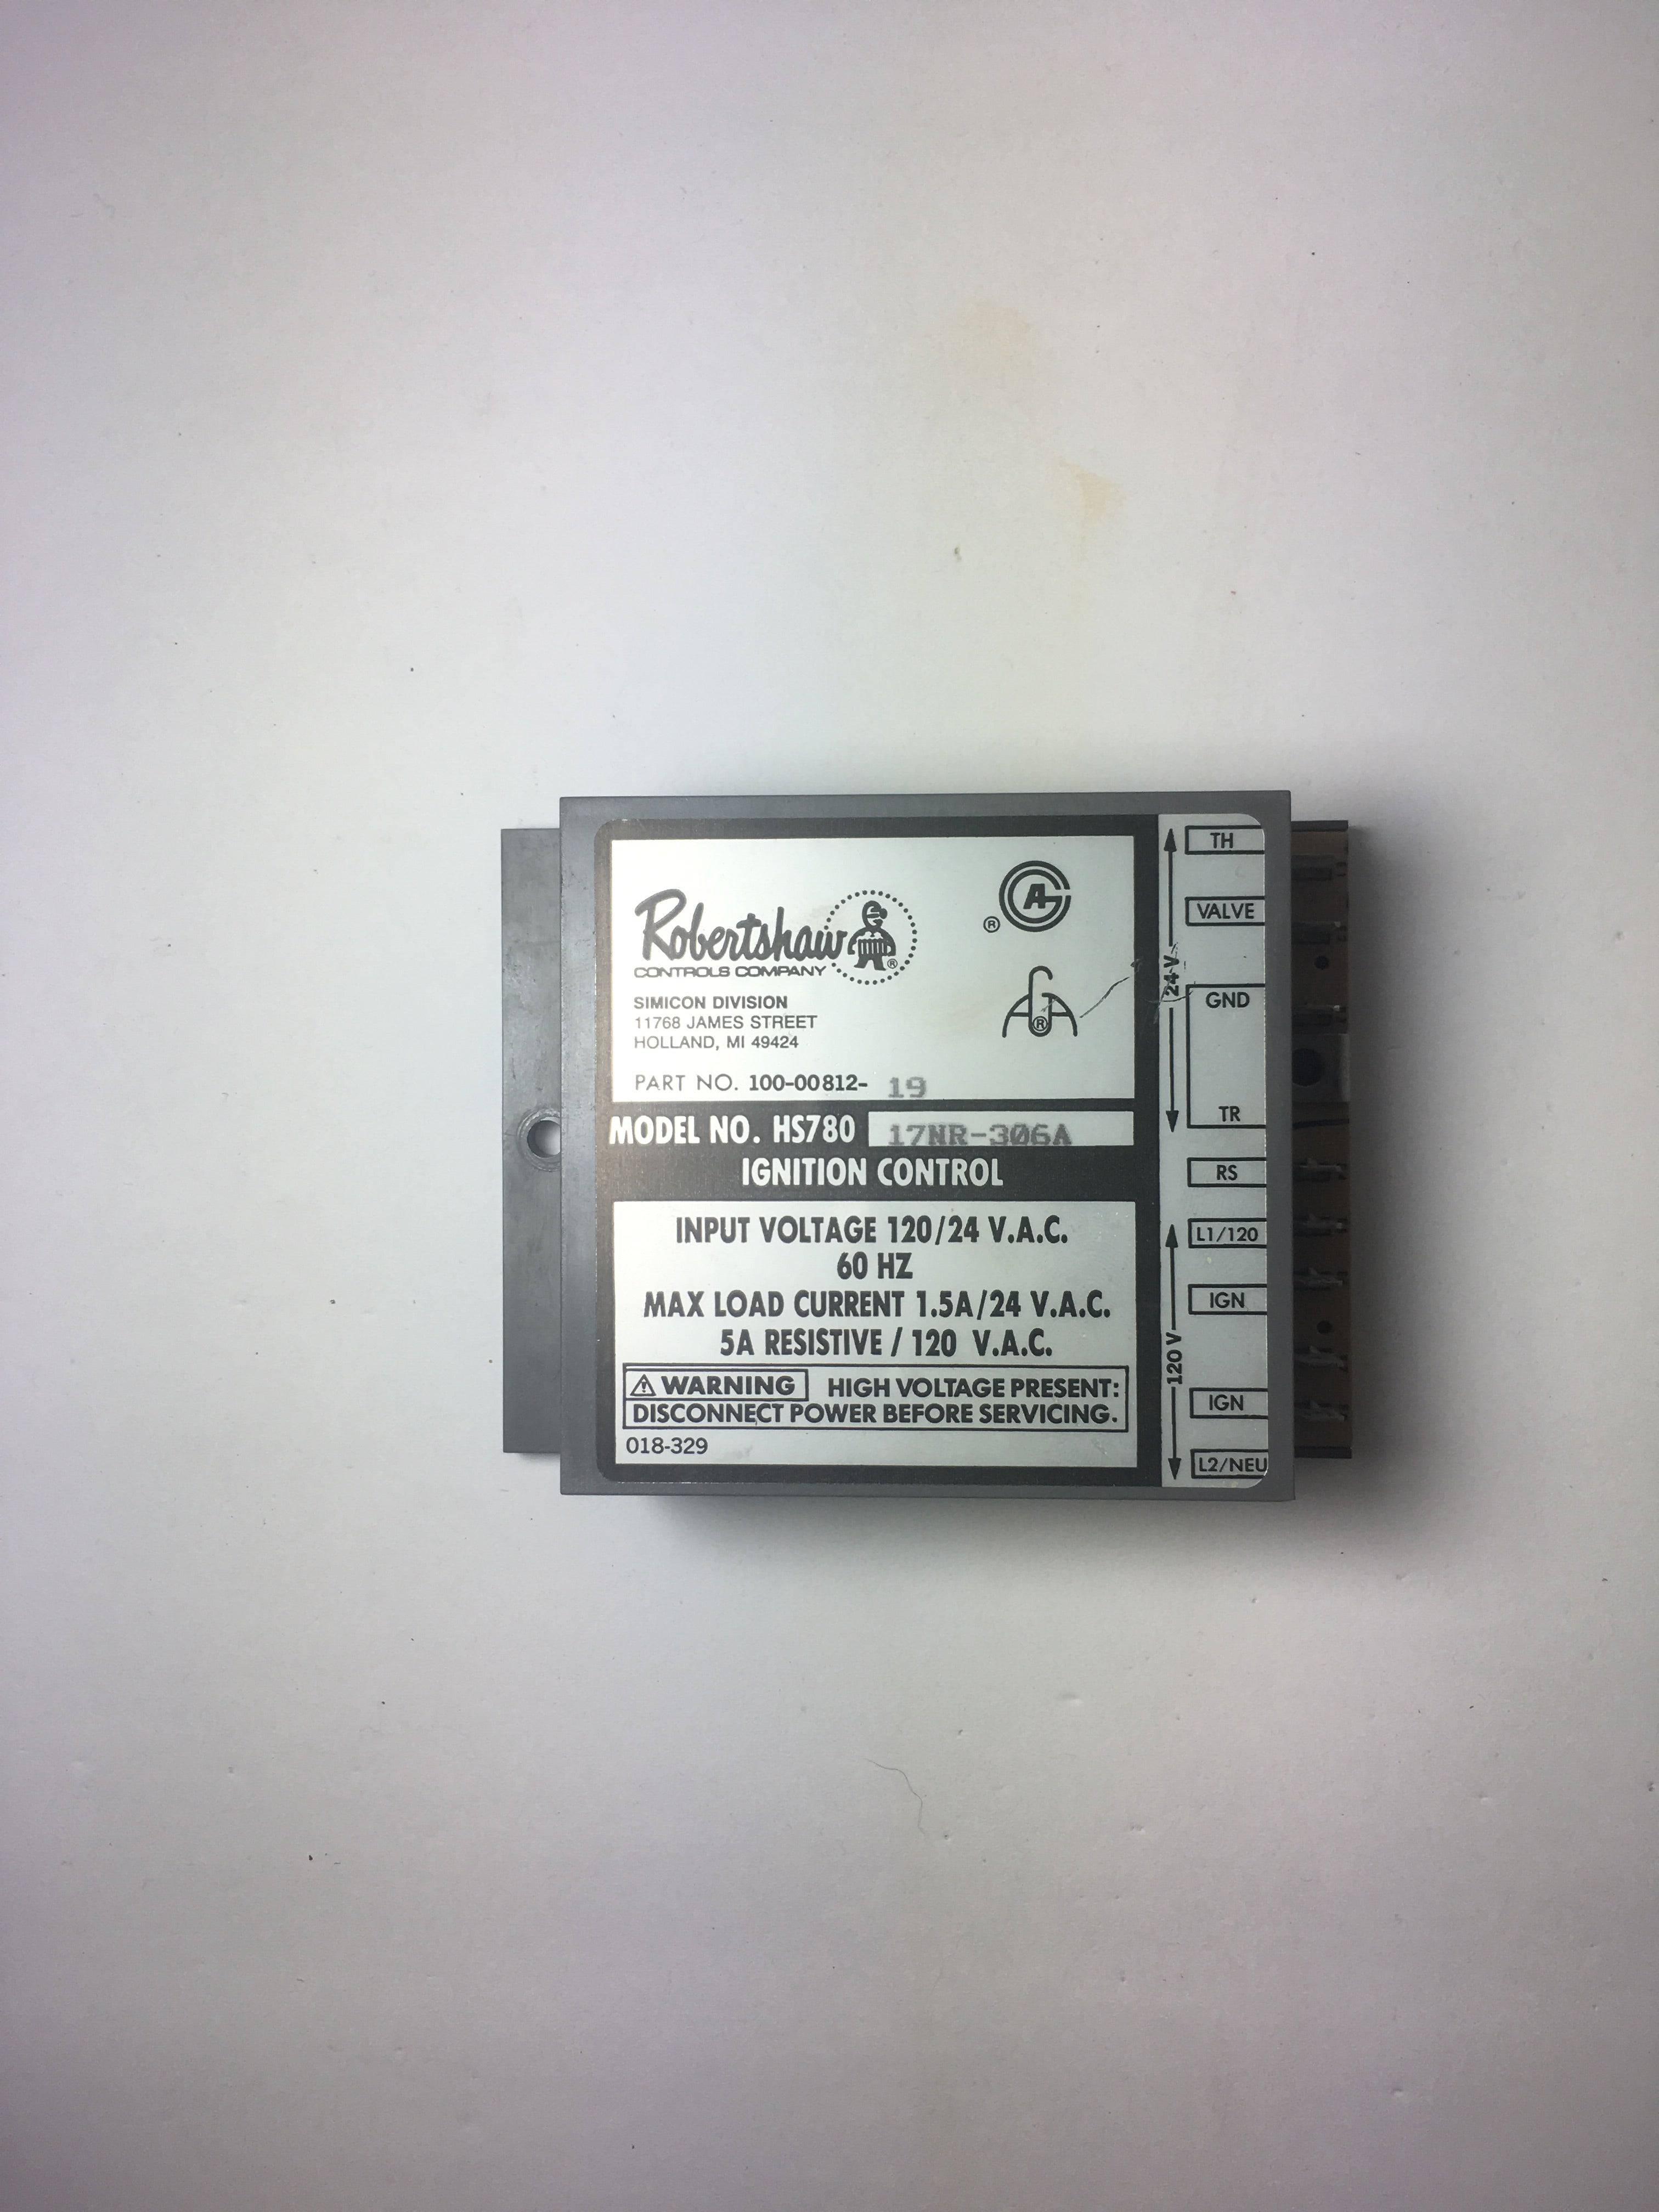 Robertshaw ®
CONTROLS COMPANY
SIMICON DIVISION
11768 JAMES STREET
HOLLAND, MI 49424
PART NO. 100-00812- 19
AG ®
AGA ®
MODEL NO. HS780 17NR-306A
IGNITION CONTROL
INPUT VOLTAGE 120/24 V.A.C.
60 HZ
MAX LOAD CURRENT 1.5A/24 V.A.C.
5A RESISTIVE / 120 V.A.C.
WARNING HIGH VOLTAGE PRESENT:
DISCONNECT POWER BEFORE SERVICING.
018-329
24 V
120 V
TH
VALVE
GND
TR
RS
L1/120
IGN
IGN
L2/NEU